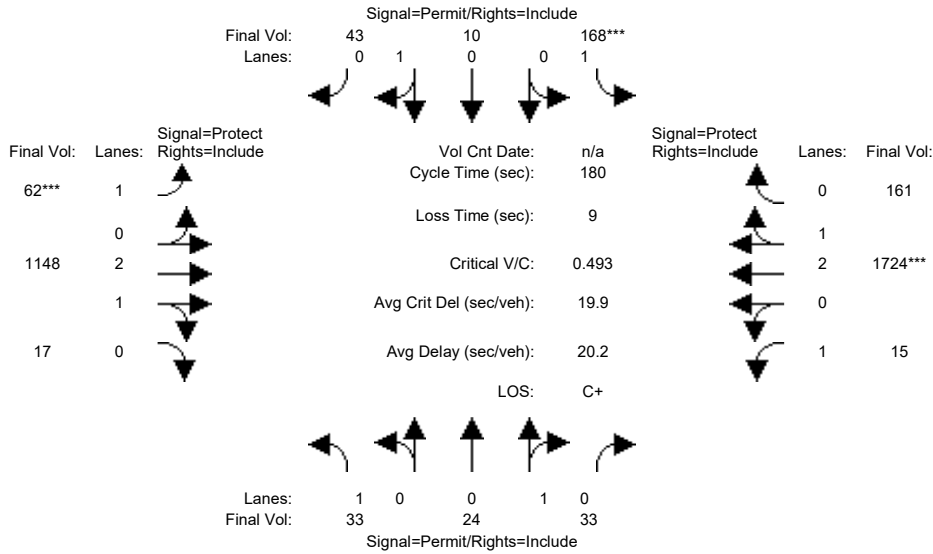 Signal=Permit/Rights=Include
Final Vol: 43 10 168***
Lanes: 0 1 0 0 1
Signal=Protect
Final Vol: Lanes: Rights=Include
Vol Cnt Date: n/a
Signal=Protect
Rights=Include Lanes: Final Vol:
Cycle Time (sec): 180
62*** 1
0 161
Loss Time (sec): 9
0
1
1148 2
Critical V/C: 0.493
2 1724***
1
Avg Crit Del (sec/veh): 19.9
0
17 0
Avg Delay (sec/veh): 20.2
1 15
LOS: C+
Lanes: 1 0 0 1 0
Final Vol: 33 24 33
Signal=Permit/Rights=Include